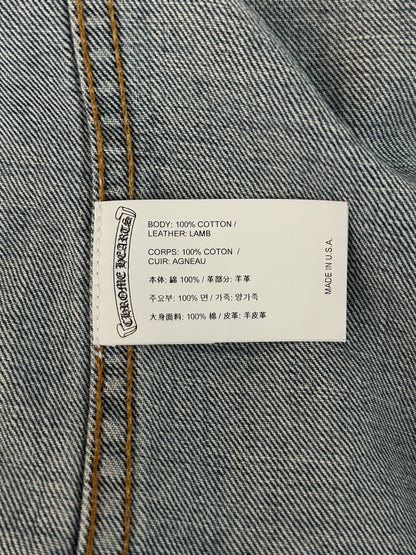 CHROME HEARTS
BODY: 100% COTTON /
LEATHER: LAMB
CORPS: 100% COTON /
CUIR: AGNEAU
本体: 綿 100% / 革部分: 羊革
주요부: 100% 면 / 가죽: 양가죽
大身面料: 100% 棉 / 皮革: 羊皮革
MADE IN U.S.A.